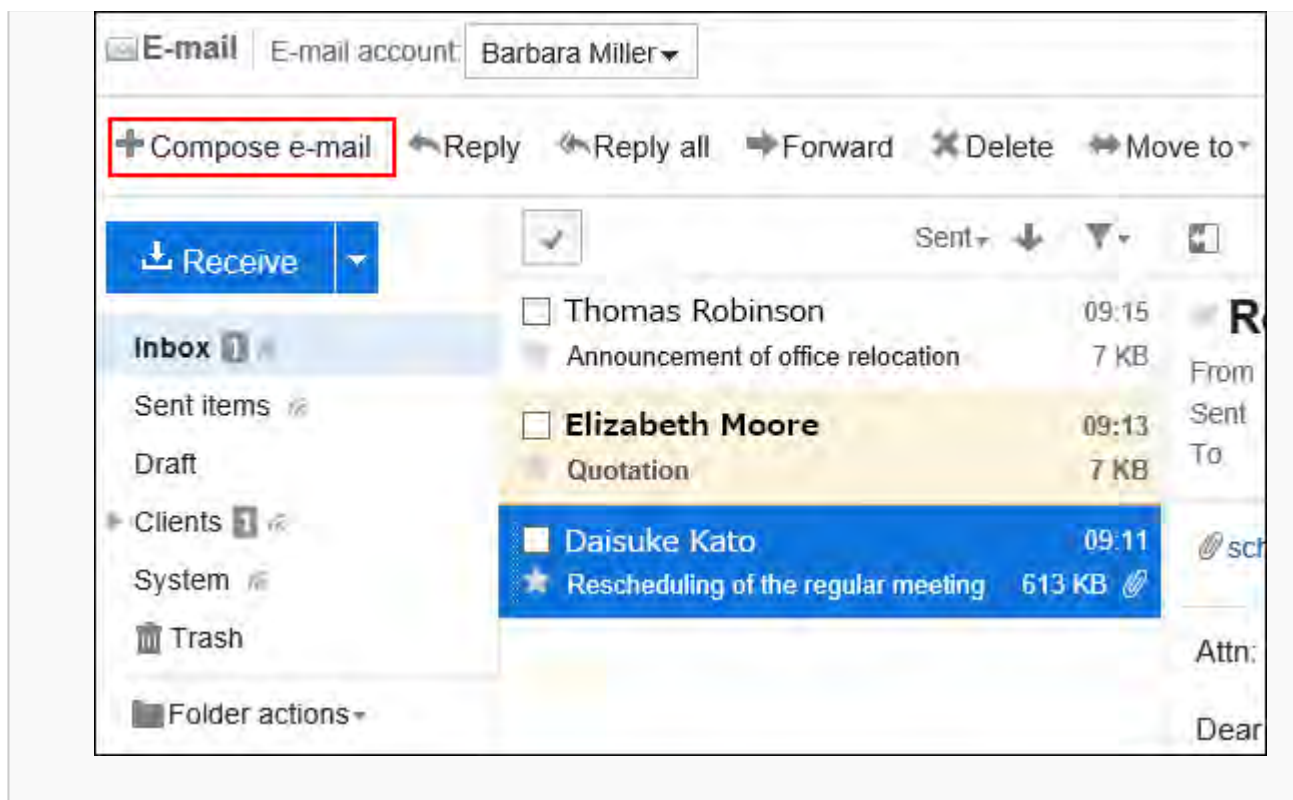 E-mail E-mail account: Barbara Miller
Compose e-mail Reply Reply all Forward Delete Move to
Receive
Sent
Inbox 1
Sent items
Draft
Clients 1
System
Trash
Folder actions
Thomas Robinson 09:15
Announcement of office relocation 7 KB
Elizabeth Moore 09:13
Quotation 7 KB
Daisuke Kato 09:11
Rescheduling of the regular meeting 613 KB
From
Sent
To
Attn:
Dear